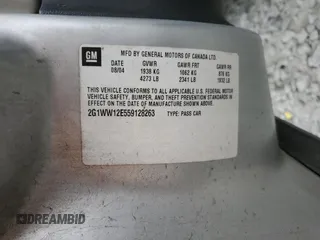 GM
MFD BY GENERAL MOTORS OF CANADA LTD
DATE GVWR GAWR FRT GAWR RR
08/04 1938 KG 1062 KG 876 KG
4273 LB 2341 LB 1932 LB
THIS VEHICLE CONFORMS TO ALL APPLICABLE U.S. FEDERAL MOTOR
VEHICLE SAFETY, BUMPER, AND THEFT PREVENTION STANDARDS IN
EFFECT ON THE DATE OF MANUFACTURE SHOWN ABOVE.
2G1WW12E559128263 TYPE: PASS CAR
DREAMBID